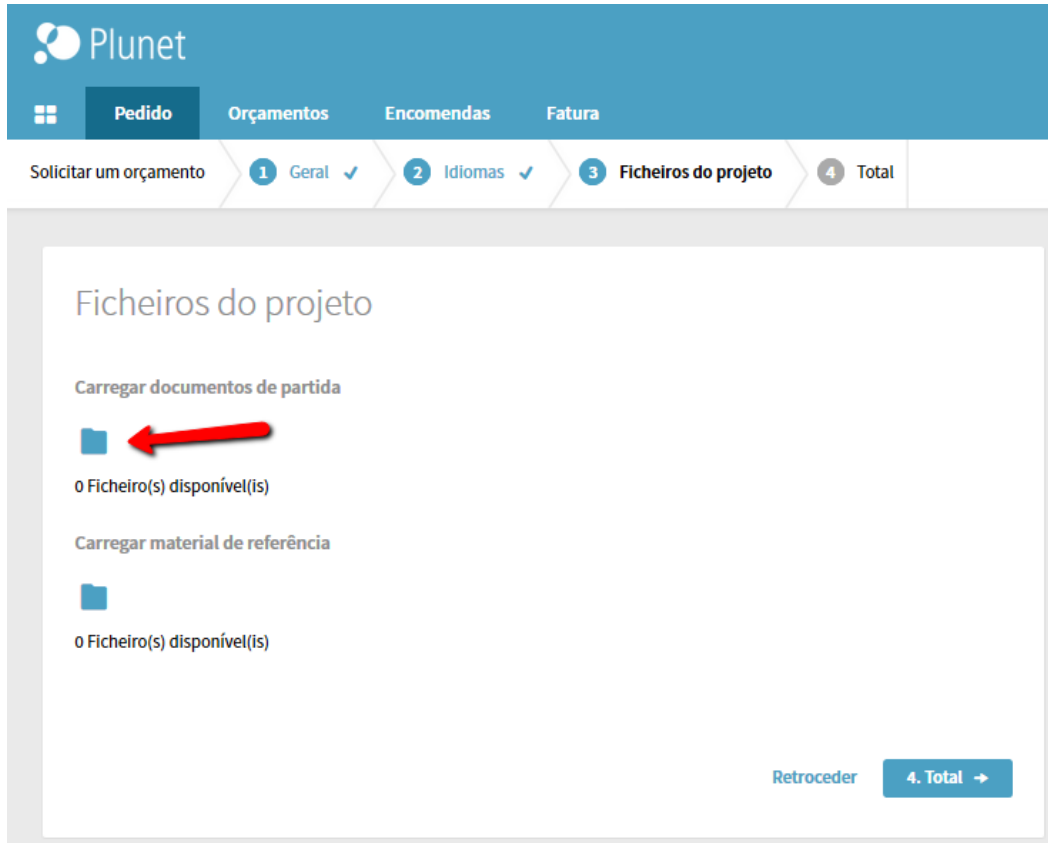 Plunet
Pedido Orçamentos Encomendas Fatura
Solicitar um orçamento 1 Geral ✔ 2 Idiomas ✔ 3 Ficheiros do projeto 4 Total
Ficheiros do projeto
Carregar documentos de partida
0 Ficheiro(s) disponível(is)
Carregar material de referência
0 Ficheiro(s) disponível(is)
Retroceder 4. Total →